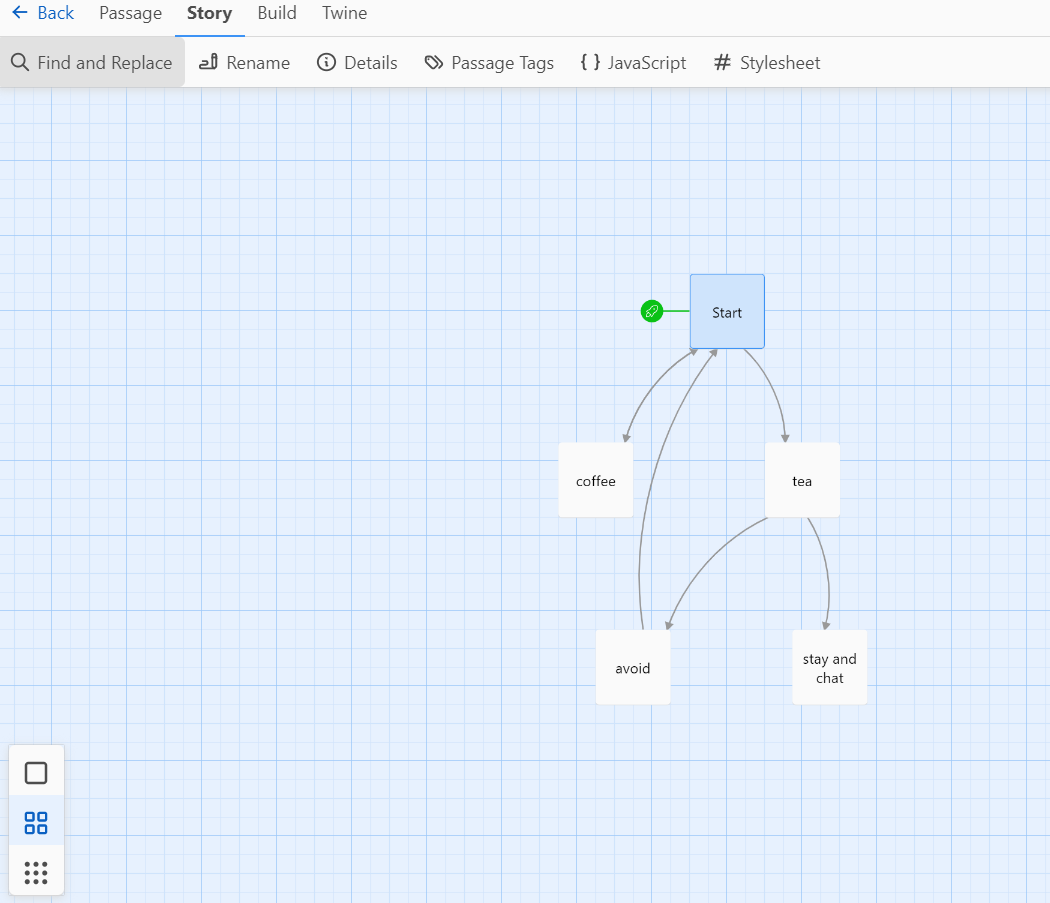 Back Passage Story Build Twine
Find and Replace Rename Details Passage Tags { } JavaScript # Stylesheet
Start
coffee tea
avoid
stay and
chat